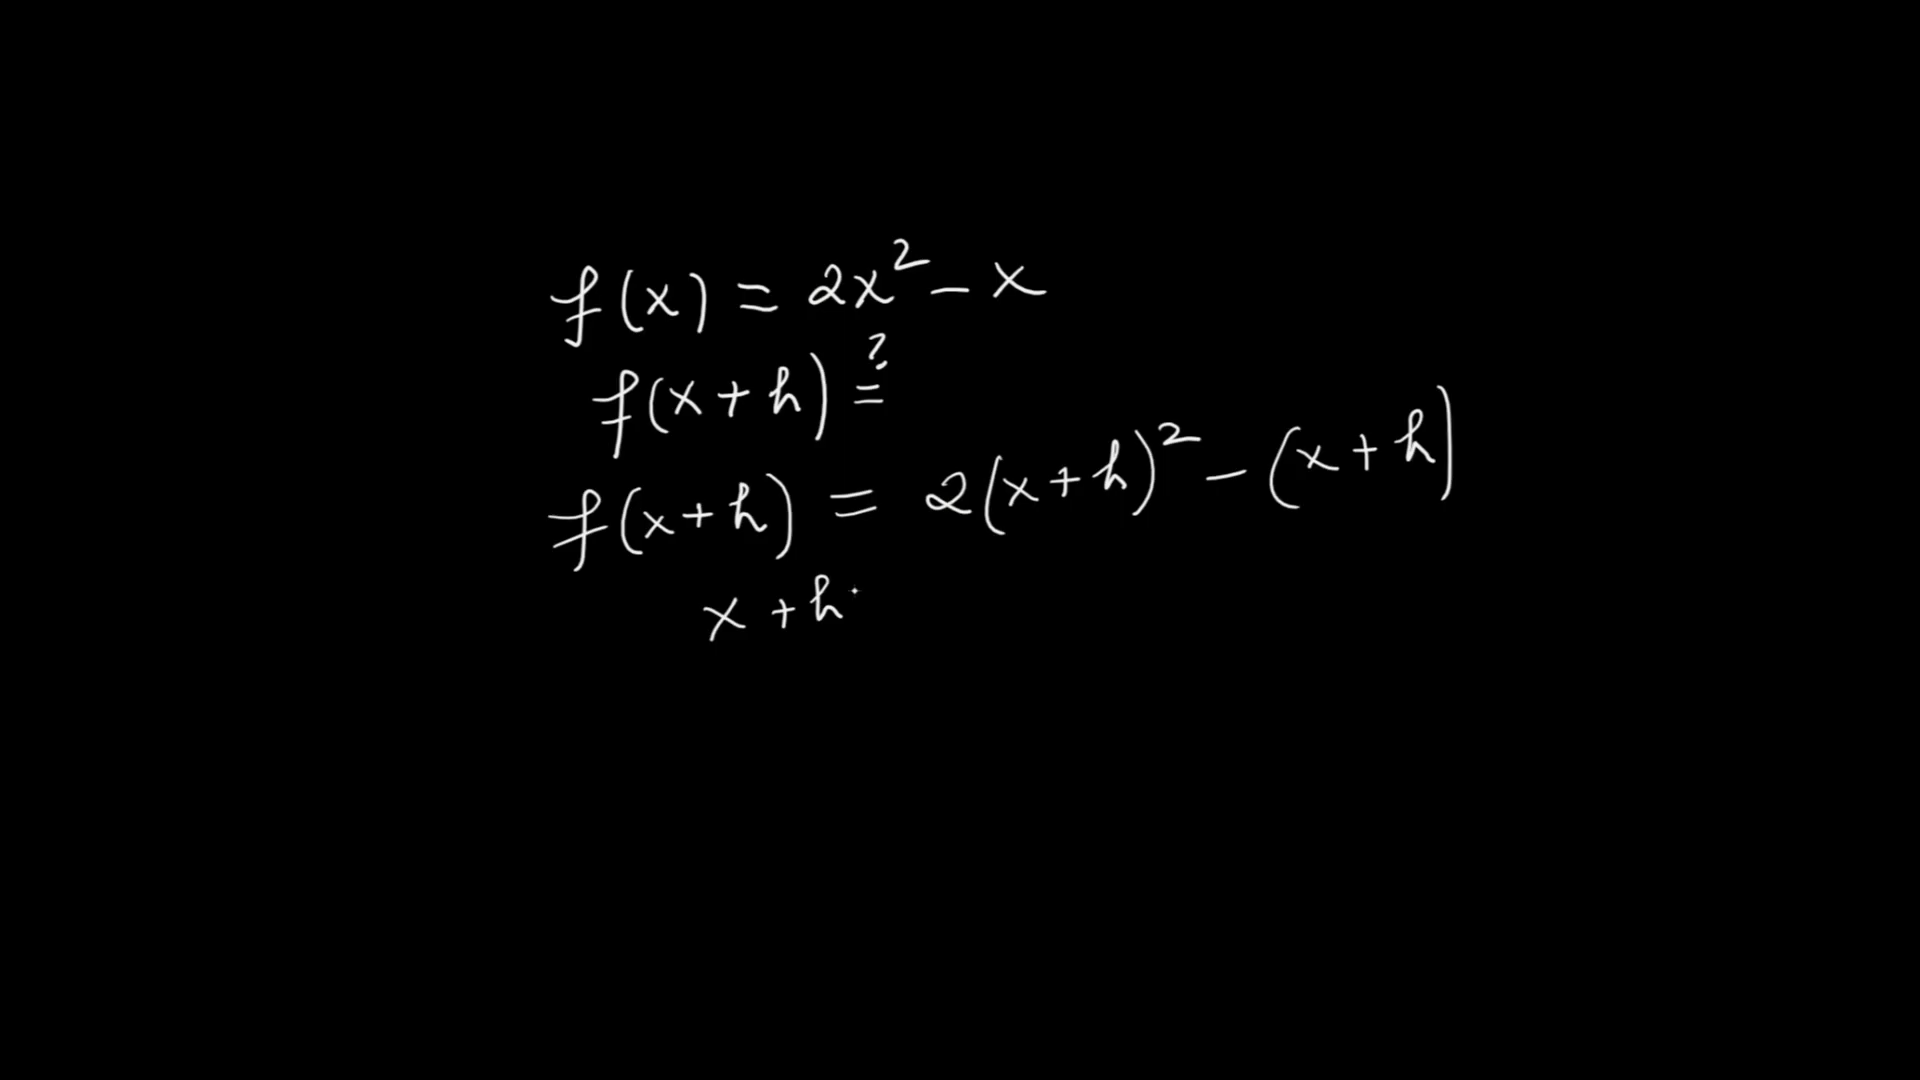 f(x) = 2x² - x
f(x+h) ?=
f(x+h) = 2(x+h)² - (x+h)
x+h